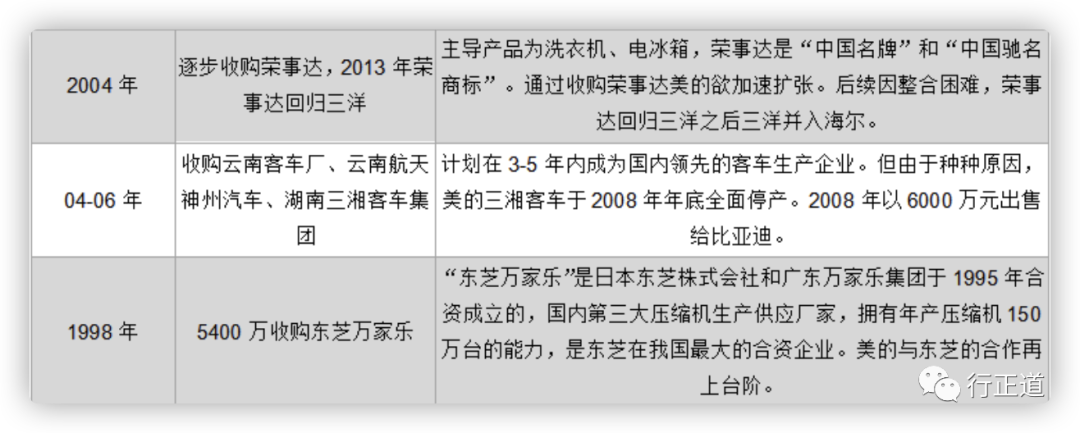 2004 年
逐步收购荣事达，2013 年荣
事达回归三洋
主导产品为洗衣机、电冰箱，荣事达是“中国名牌”和“中国驰名
商标”。通过收购荣事达美的欲加速扩张。后续因整合困难，荣事
达回归三洋之后三洋并入海尔。
04-06 年
收购云南客车厂、云南航天
神州汽车、湖南三湘客车集
团
计划在 3-5 年内成为国内领先的客车生产企业。但由于种种原因，
美的三湘客车于 2008 年年底全面停产。2008 年以 6000 万元出售
给比亚迪。
1998 年
5400 万收购东芝万家乐
“东芝万家乐”是日本东芝株式会社和广东万家乐集团于 1995 年合
资成立的，国内第三大压缩机生产供应厂家，拥有年产压缩机 150
万台的能力，是东芝在我国最大的合资企业。美的与东芝的合作再
上台阶。
行正道